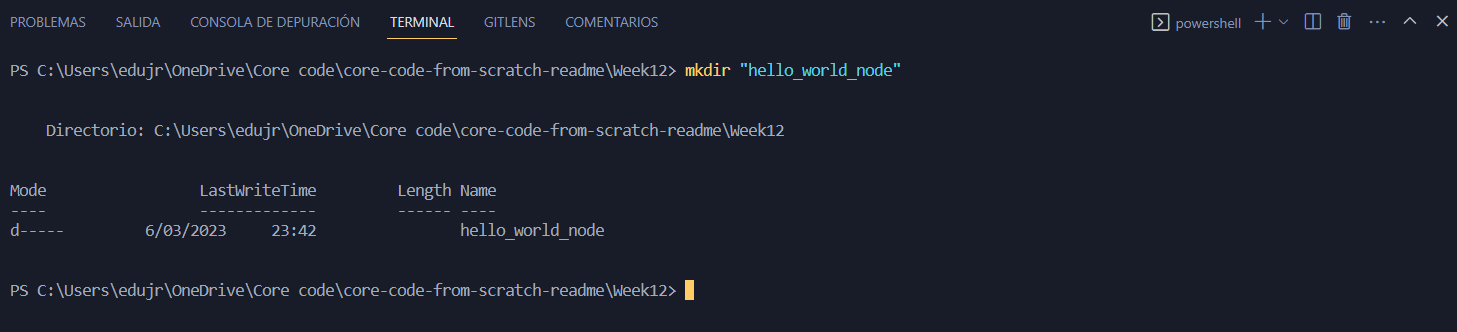 PROBLEMAS SALIDA CONSOLA DE DEPURACIÓN TERMINAL GITLENS COMENTARIOS powershell
PS C:\Users\edujr\OneDrive\Core code\core-code-from-scratch-readme\Week12> mkdir "hello_world_node"
Directorio: C:\Users\edujr\OneDrive\Core code\core-code-from-scratch-readme\Week12
Mode LastWriteTime Length Name
---- ------------- ------ ----
d----- 6/03/2023 23:42 hello_world_node
PS C:\Users\edujr\OneDrive\Core code\core-code-from-scratch-readme\Week12>